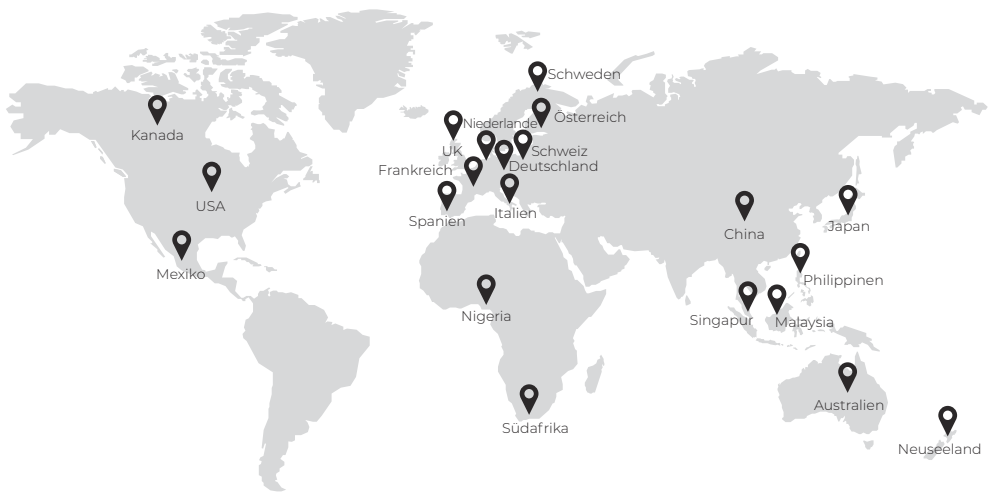 Schweden
Kanada
Österreich
Niederlande
UK
Schweiz
Deutschland
Frankreich
USA
Italien
Spanien
China
Japan
Mexiko
Philippinen
Nigeria
Singapur
Malaysia
Australien
Südafrika
Neuseeland